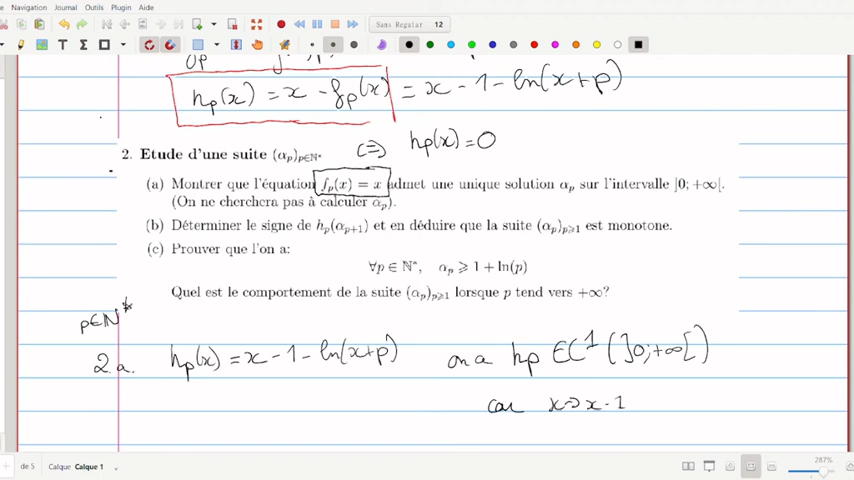 Navigation Journal Outils Plugin Aide
Sans Regular 12
hp(x) = x - fp(x) = x - 1 - ln(x+p)
(=) hp(x) = 0
2. Etude d'une suite (αp)p∈ℕ*
(a) Montrer que l'équation fp(x) = x admet une unique solution αp sur l'intervalle ]0; +∞[.
(On ne cherchera pas à calculer αp).
(b) Déterminer le signe de hp(αp+1) et en déduire que la suite (αp)p⩾1 est monotone.
(c) Prouver que l'on a:
∀p ∈ ℕ*, αp ⩾ 1 + ln(p)
Quel est le comportement de la suite (αp)p⩾1 lorsque p tend vers +∞?
p∈ℕ*
2.a. hp(x) = x - 1 - ln(x+p) on a hp ∈ C¹ (]0; +∞[)
car x→x-1
de 5 Calque Calque 1 287%